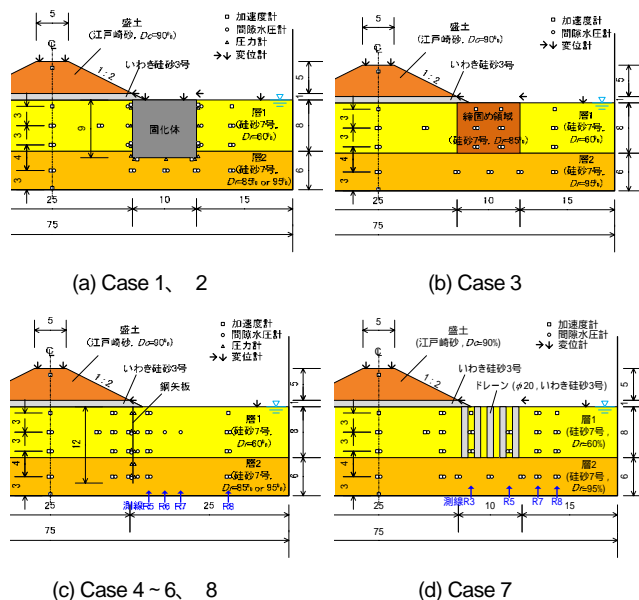 5
□ 加速度計
○ 間隙水圧計
△ 圧力計
→↓ 変位計
盛土
(江戸崎砂, Dc=90%)
1:2
いわき硅砂3号
5
1
3
3
4
3
9
固化体
層1
(硅砂7号,
Dr=60%)
層2
(硅砂7号,
Dr=85% or 95%)
8
6
25
10
15
75
(a) Case 1、 2
5
□ 加速度計
○ 間隙水圧計
→↓ 変位計
盛土
(江戸崎砂, Dc=90%)
1:2
いわき硅砂3号
5
1
3
3
4
3
締固め領域
(硅砂7号, Dr=85%)
層1
(硅砂7号,
Dr=60%)
層2
(硅砂7号,
Dr=95%)
8
6
25
10
15
75
(b) Case 3
5
□ 加速度計
○ 間隙水圧計
△ 圧力計
→↓ 変位計
盛土
(江戸崎砂, Dc=90%)
1:2
いわき硅砂3号
鋼矢板
5
1
3
3
4
3
12
層1
(硅砂7号,
Dr=60%)
層2
(硅砂7号,
Dr=85% or 95%)
8
6
測線R5 R6 R7 R8
25
25
75
(c) Case 4~6、 8
5
□ 加速度計
○ 間隙水圧計
→↓ 変位計
盛土
(江戸崎砂, Dc=90%)
1:2
いわき硅砂3号
ドレーン (φ20, いわき硅砂3号)
5
1
3
3
4
3
層1
(硅砂7号,
Dr=60%)
層2
(硅砂7号,
Dr=95%)
8
6
測線R3 R5 R7 R8
25
10
15
75
(d) Case 7